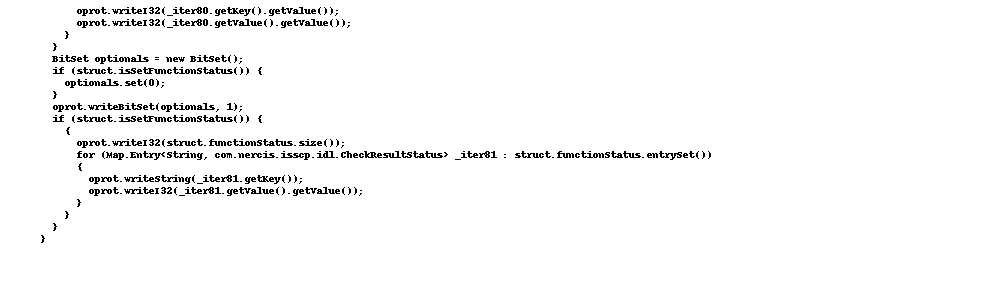 oprot.writeI32(_iter80.getKey().getValue());
oprot.writeI32(_iter80.getValue().getValue());
}
}
BitSet optionals = new BitSet();
if (struct.isSetFunctionStatus()) {
optionals.set(0);
}
oprot.writeBitSet(optionals, 1);
if (struct.isSetFunctionStatus()) {
{
oprot.writeI32(struct.functionStatus.size());
for (Map.Entry<String, com.nercis.isscp.idl.CheckResultStatus> _iter81 : struct.functionStatus.entrySet())
{
oprot.writeString(_iter81.getKey());
oprot.writeI32(_iter81.getValue().getValue());
}
}
}
}